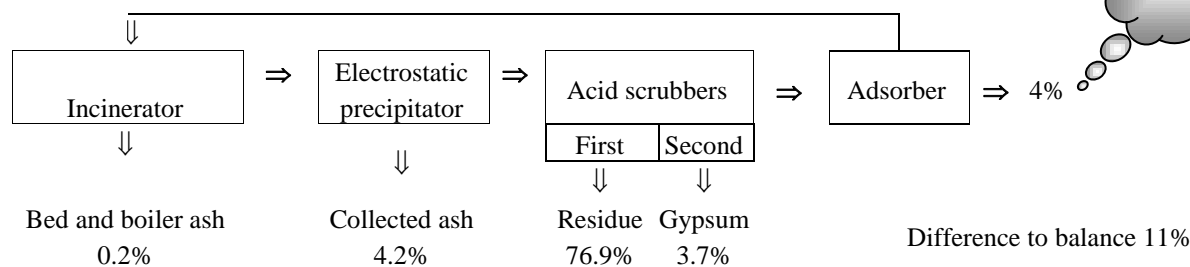 Incinerator
⇒
Electrostatic
precipitator
⇒
Acid scrubbers
First
Second
⇒
Adsorber
⇒
4%
Bed and boiler ash
0.2%
Collected ash
4.2%
Residue
76.9%
Gypsum
3.7%
Difference to balance 11%